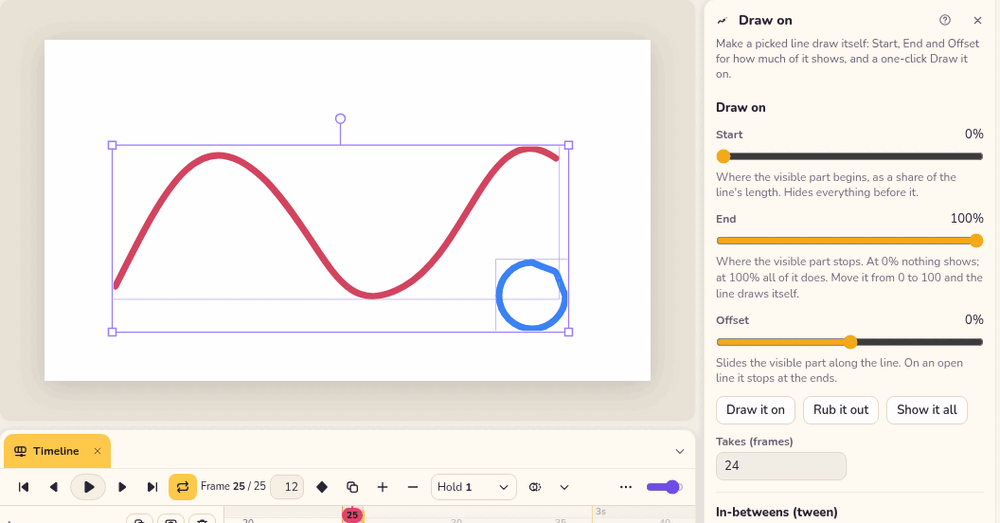 Draw on
Make a picked line draw itself: Start, End and Offset
for how much of it shows, and a one-click Draw it
on.
Draw on
Start 0%
Where the visible part begins, as a share of the
line's length. Hides everything before it.
End 100%
Where the visible part stops. At 0% nothing shows;
at 100% all of it does. Move it from 0 to 100 and the
line draws itself.
Offset 0%
Slides the visible part along the line. On an open
line it stops at the ends.
Draw it on Rub it out Show it all
Takes (frames)
24
In-betweens (tween)
Timeline
Frame 25 / 25 12 Hold 1
20 25 30 3s 35 40